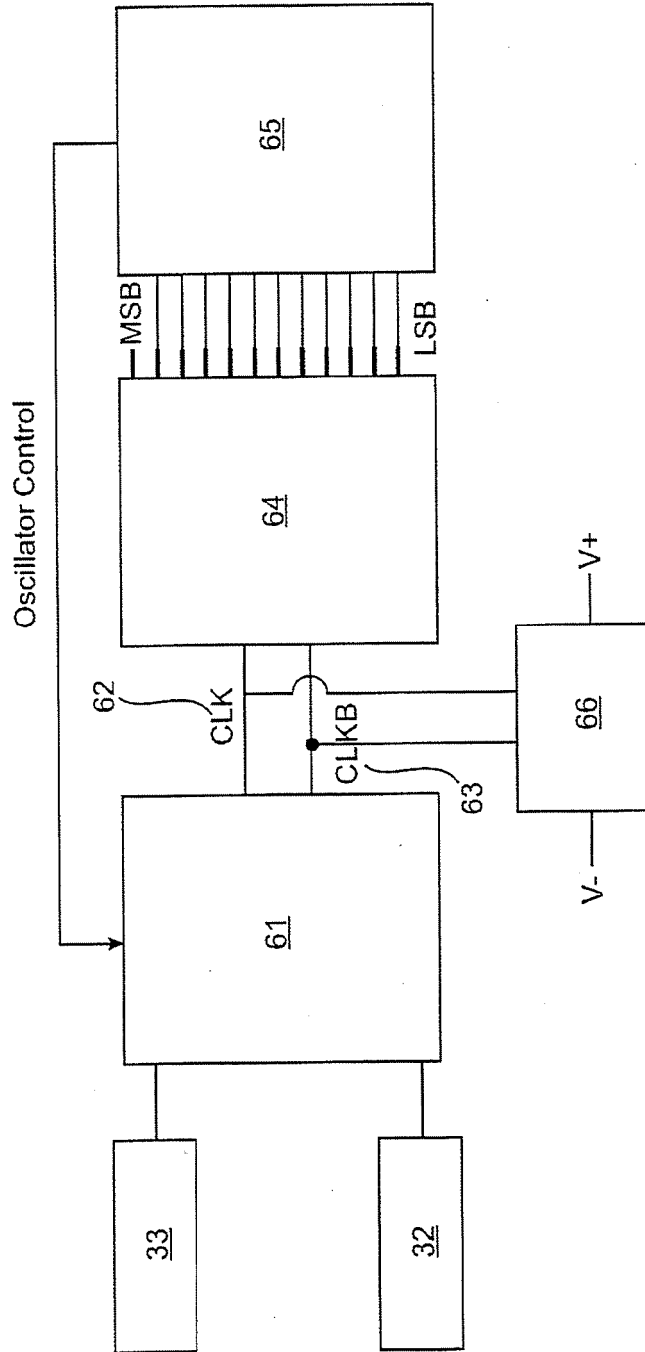 Oscillator Control
33
32
61
62
CLK
CLKB
63
64
MSB
LSB
65
66
V-
V+